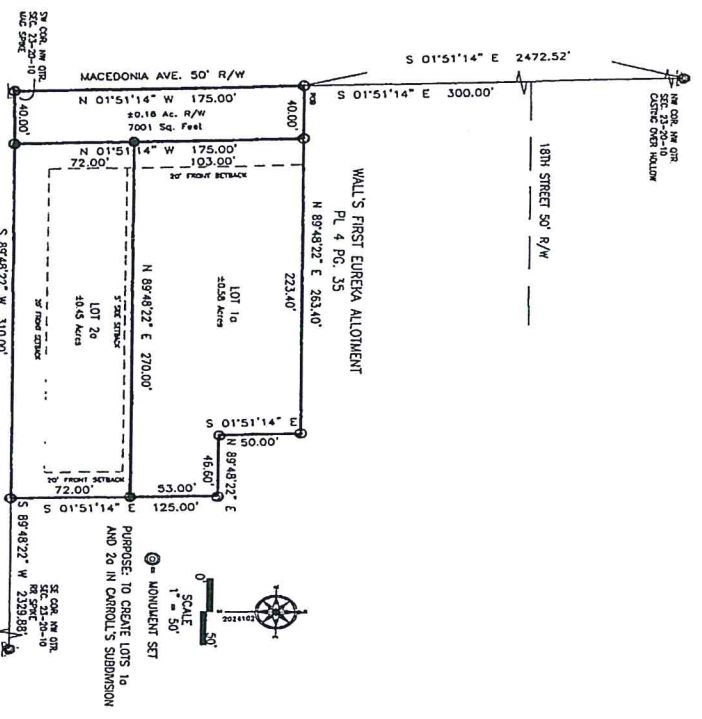 S 01°51'14" E 2472.52'
NW COR. NW QTR.
SEC. 23-20-10
CASTING OVER HOLLOW
S 01°51'14" E 300.00'
18TH STREET 50' R/W
SW COR. NW QTR.
SEC. 23-20-10
MAG SPIKE
MACEDONIA AVE. 50' R/W
N 01°51'14" W 175.00'
40.00'
40.00'
POB
±0.16 Ac. R/W
7001 Sq. Feet
N 01°51'14" W 175.00'
72.00'
103.00'
20' FRONT SETBACK
WALL'S FIRST EUREKA ALLOTMENT
PL 4 PG. 35
N 89°48'22" E 263.40'
223.40'
LOT 1a
±0.58 Acres
N 89°48'22" E 270.00'
5' SIDE SETBACK
LOT 2a
±0.45 Acres
20' FRONT SETBACK
S 89°48'22" W 310.00'
S 01°51'14" E
50.00'
N 89°48'22" E
46.60'
20' FRONT SETBACK
72.00'
53.00'
S 01°51'14" E 125.00'
S 89°48'22" W 2329.88'
SE COR. NW QTR.
SEC. 23-20-10
RR SPIKE
PURPOSE: TO CREATE LOTS 1a
AND 2a IN CARROLL'S SUBDIVISION
= MONUMENT SET
SCALE
1" = 50'
0'
50'
2024102